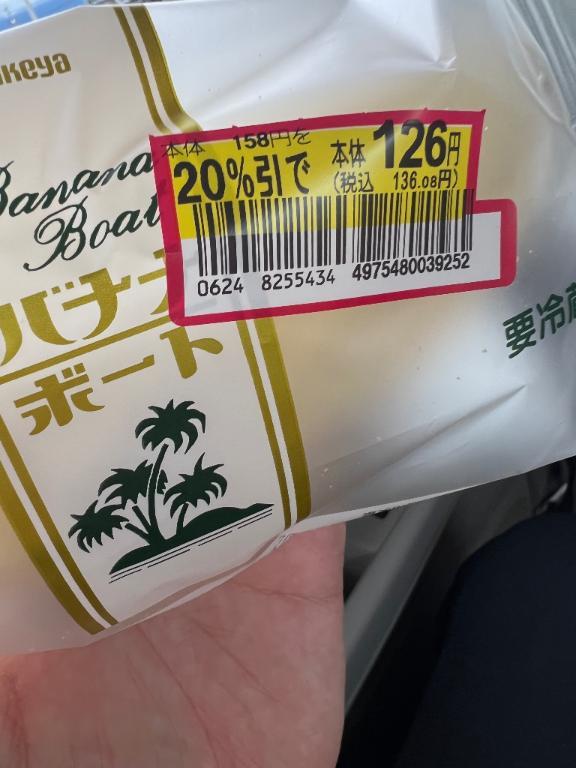 keya
Banana
Boat
バナナ
ボート
本体 158円を
20%引で 本体 126円
(税込 136.08円)
0624 8255434 4975480039252
要冷蔵